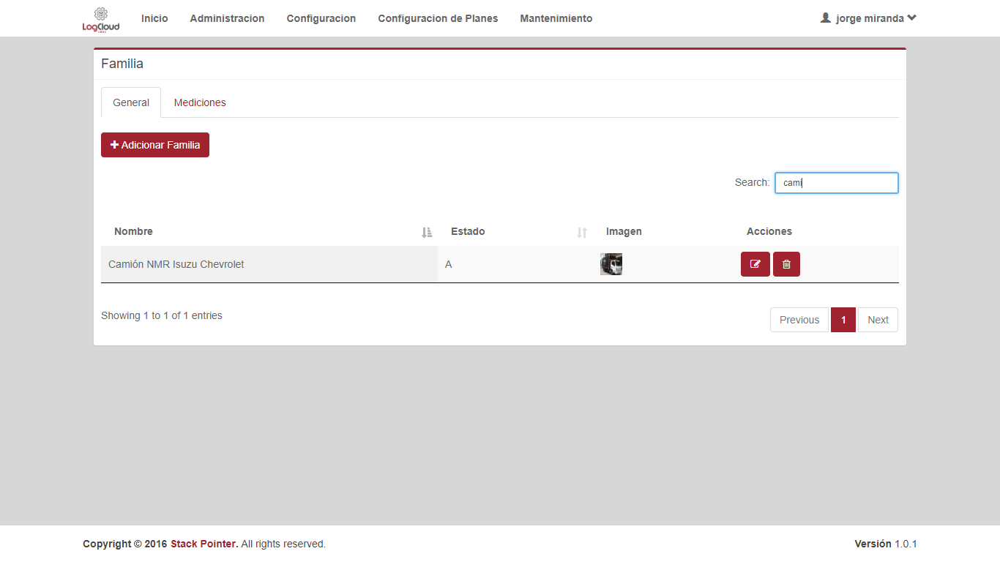 LogCloud
Inicio Administracion Configuracion Configuracion de Planes Mantenimiento jorge miranda
Familia
General Mediciones
Adicionar Familia
Search: cami
Nombre Estado Imagen Acciones
Camión NMR Isuzu Chevrolet A
Showing 1 to 1 of 1 entries Previous 1 Next
Copyright © 2016 Stack Pointer. All rights reserved. Versión 1.0.1